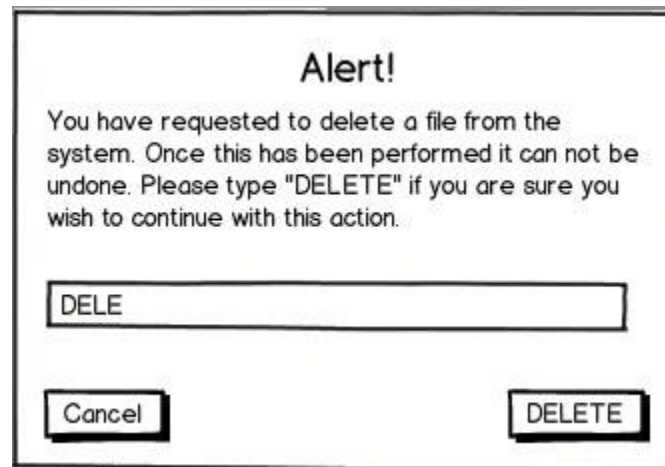 Alert!
You have requested to delete a file from the
system. Once this has been performed it can not be
undone. Please type "DELETE" if you are sure you
wish to continue with this action.
DELE
Cancel
DELETE